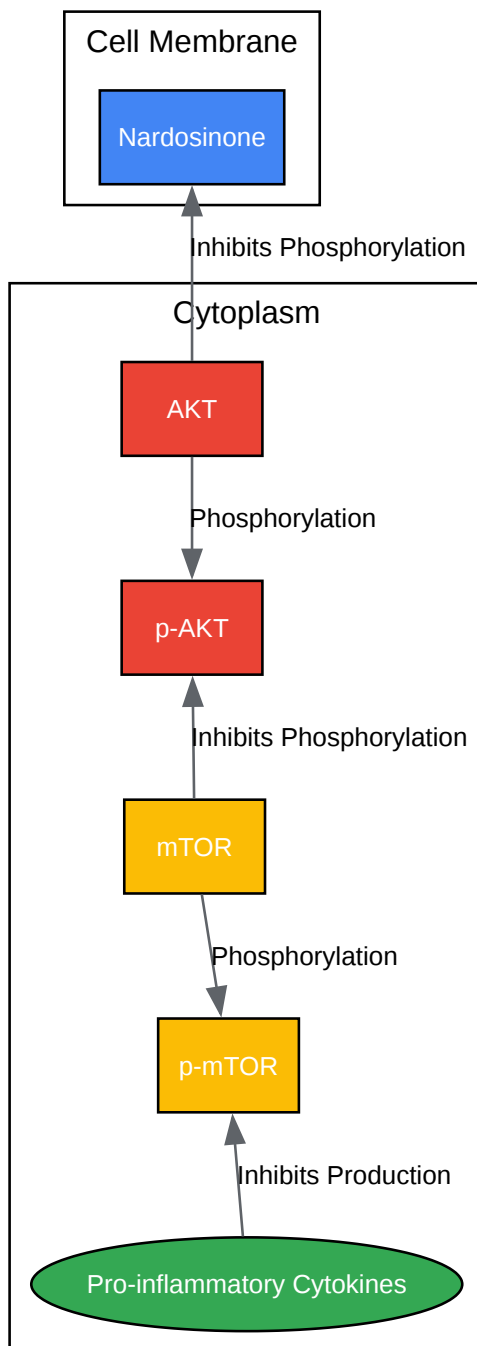 Cell Membrane
Nardosinone
Inhibits Phosphorylation
Cytoplasm
AKT
Phosphorylation
p-AKT
Inhibits Phosphorylation
mTOR
Phosphorylation
p-mTOR
Inhibits Production
Pro-inflammatory Cytokines